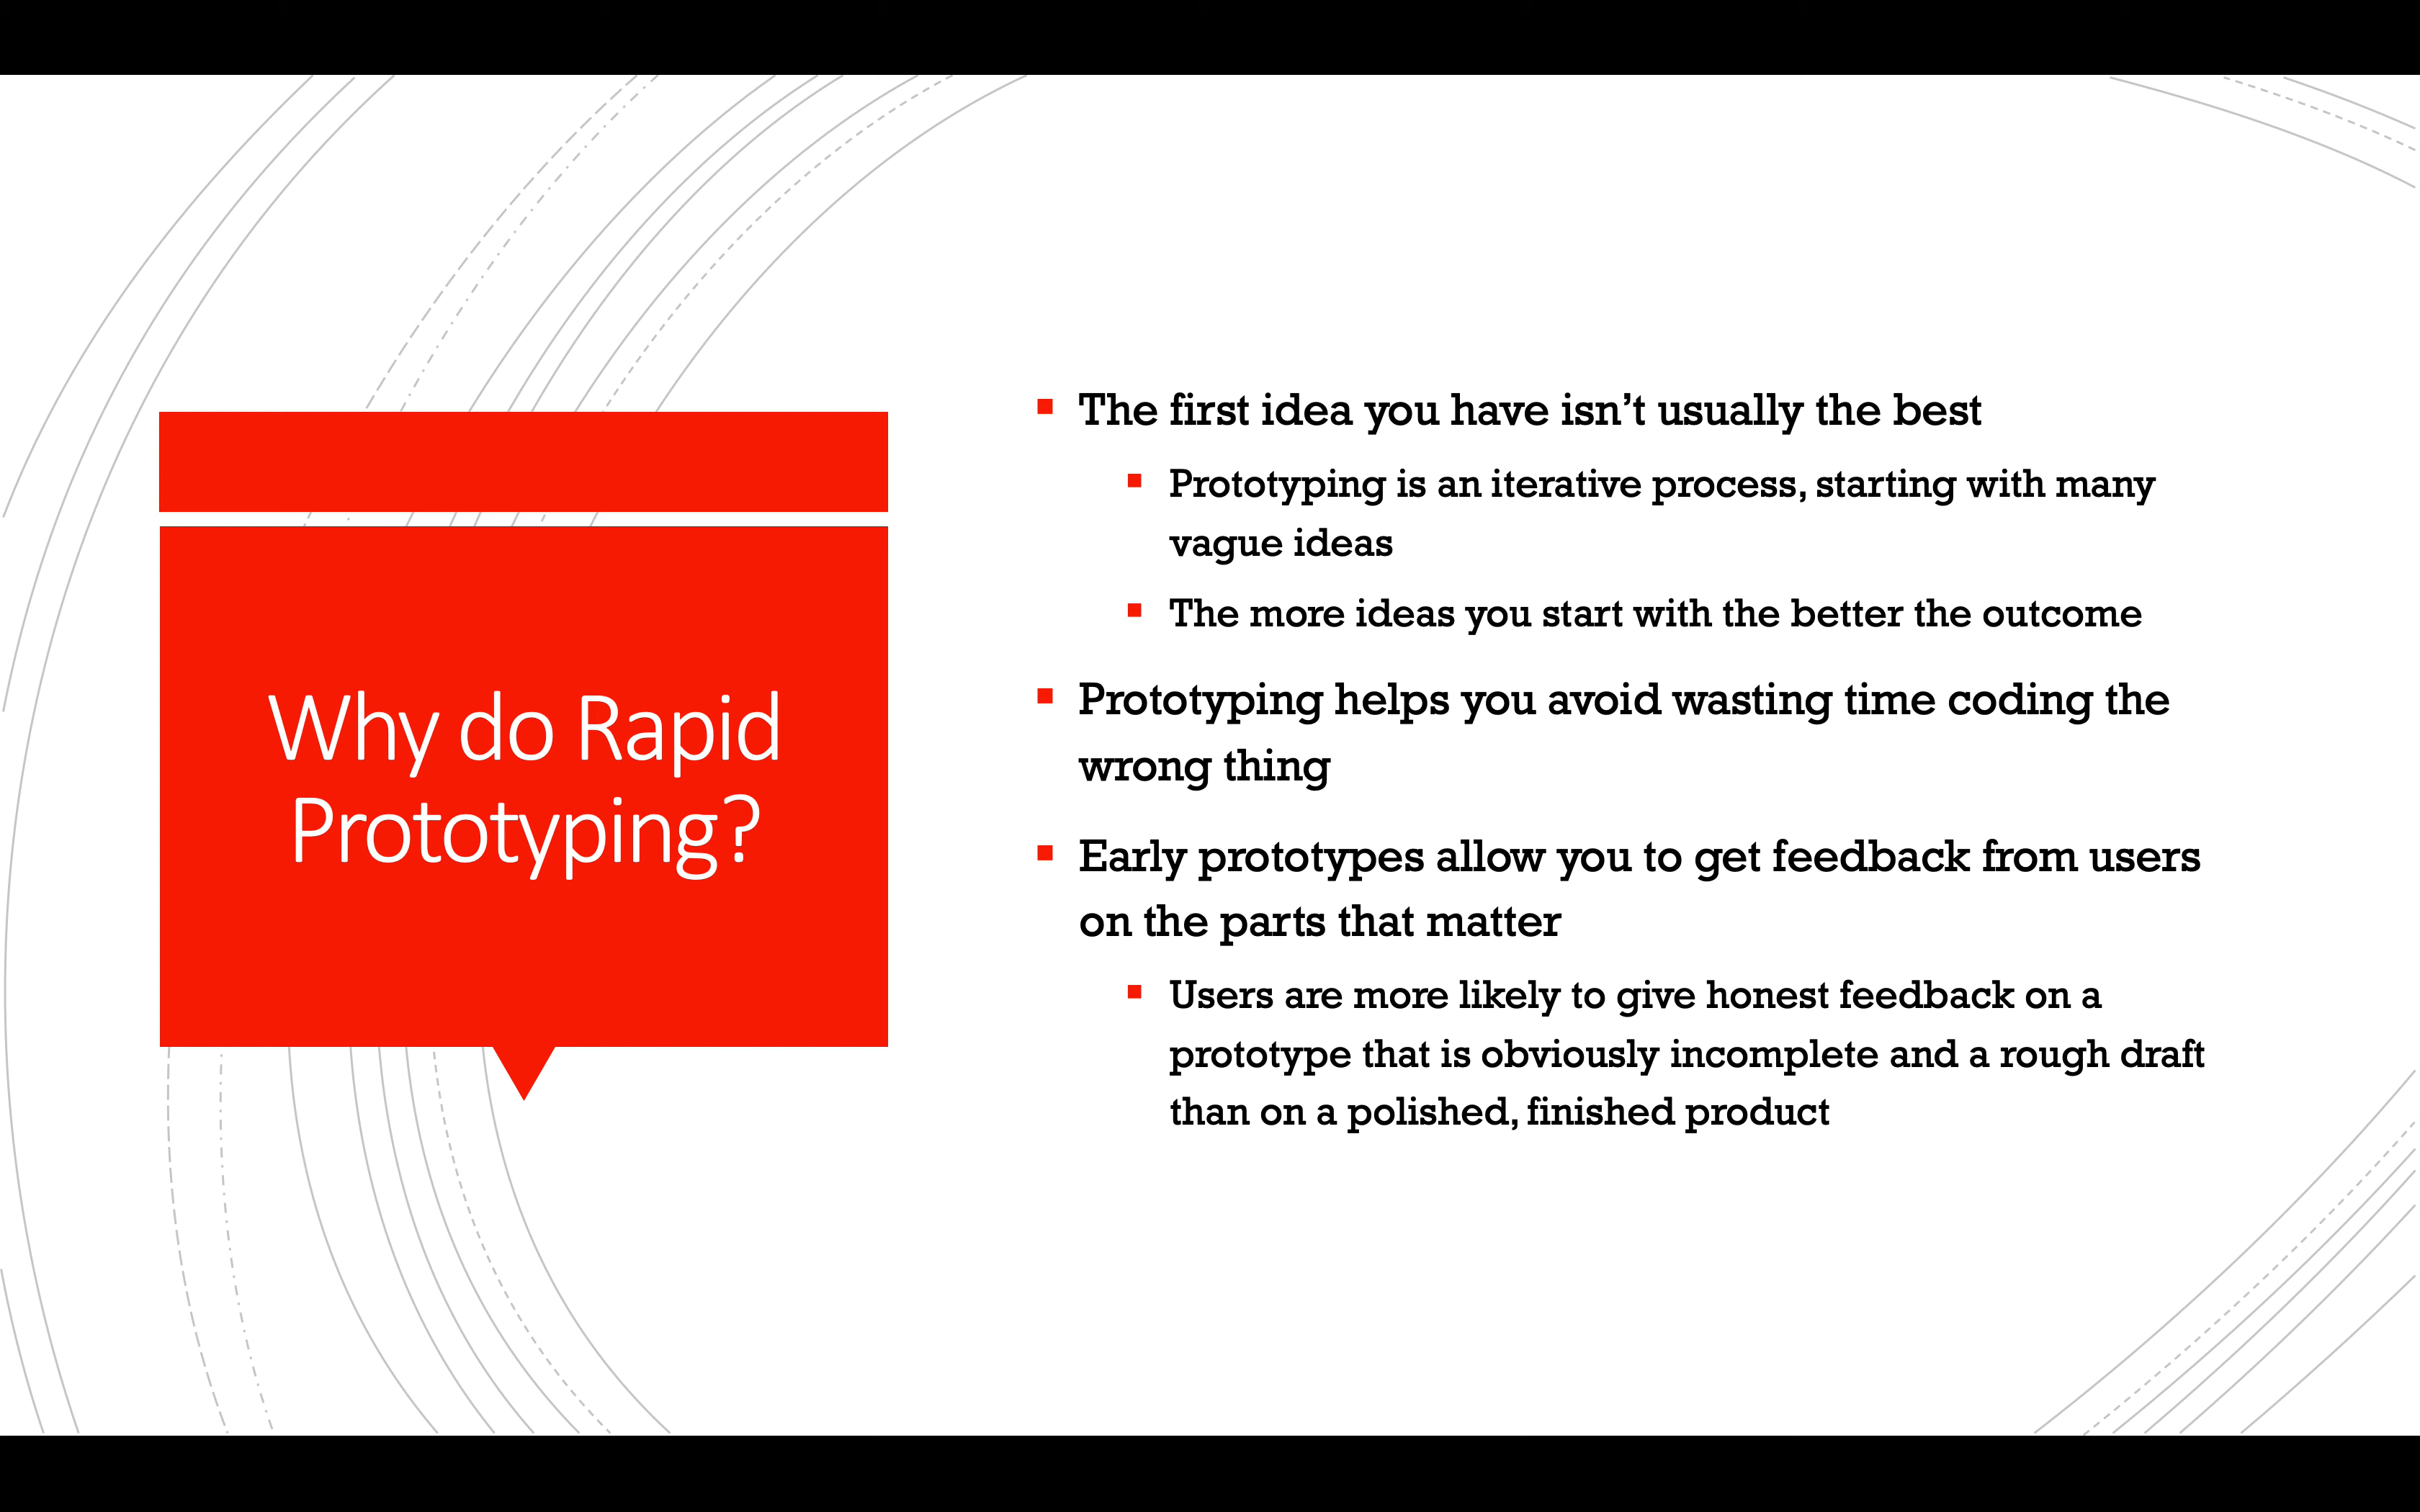 Why do Rapid
Prototyping?
The first idea you have isn’t usually the best
Prototyping is an iterative process, starting with many
vague ideas
The more ideas you start with the better the outcome
Prototyping helps you avoid wasting time coding the
wrong thing
Early prototypes allow you to get feedback from users
on the parts that matter
Users are more likely to give honest feedback on a
prototype that is obviously incomplete and a rough draft
than on a polished, finished product